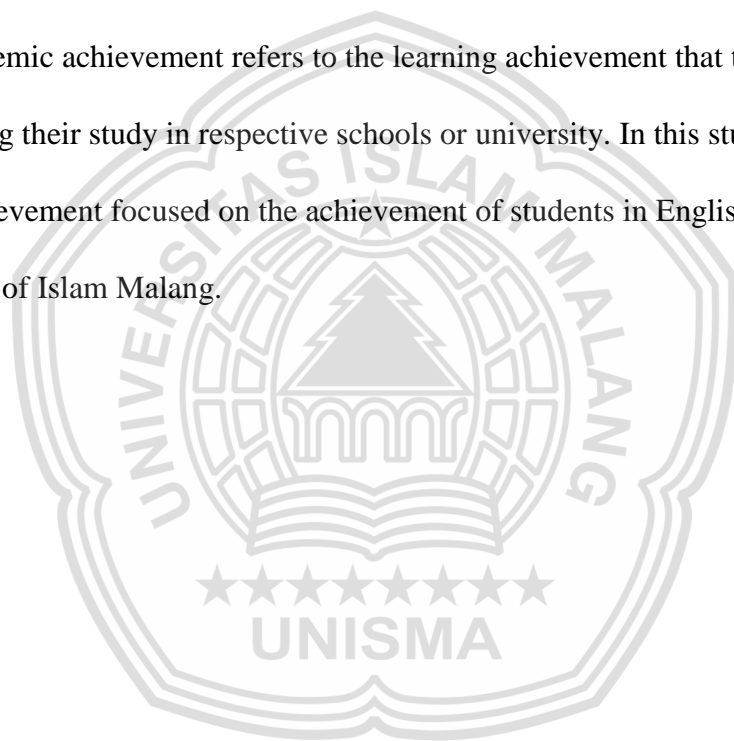 emic achievement refers to the learning achievement that t
g their study in respective schools or university. In this stu
evement focused on the achievement of students in Englis
of Islam Malang.
UNIVERSITAS ISLAM MALANG
UNISMA